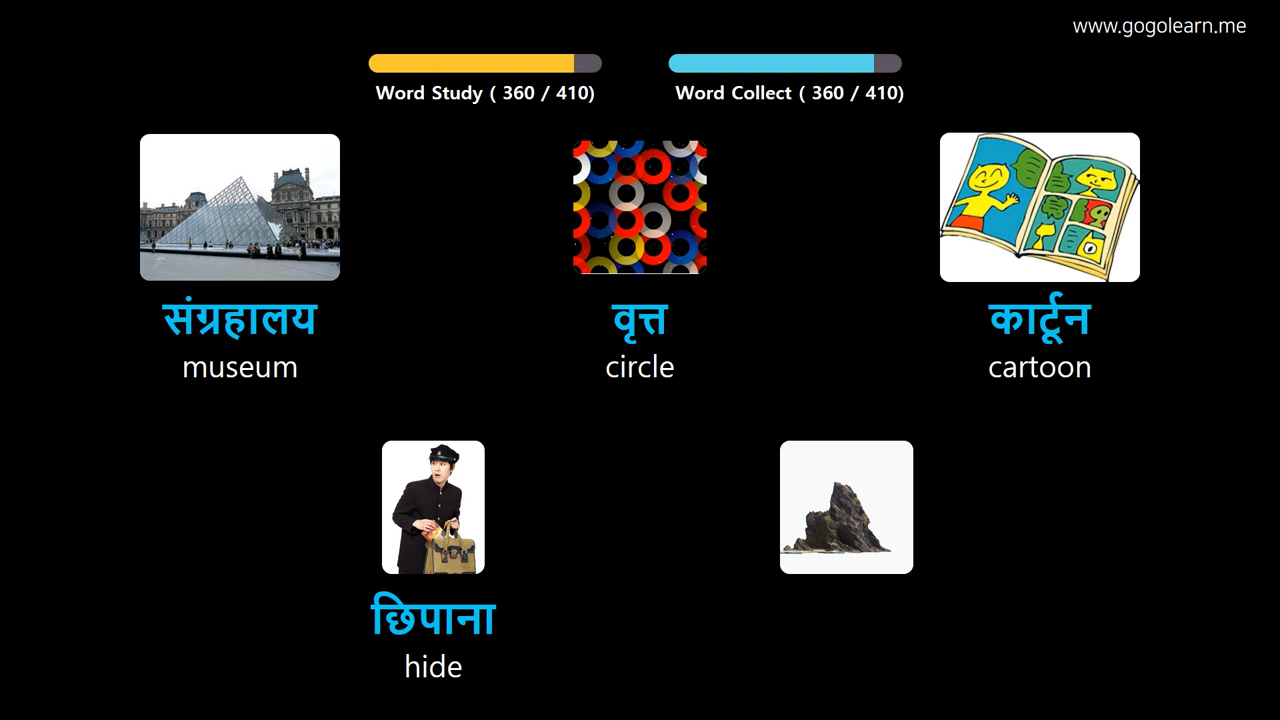 www.gogolearn.me
Word Study ( 360 / 410)
Word Collect ( 360 / 410)
संग्रहालय
museum
वृत्त
circle
कार्टून
cartoon
छिपाना
hide